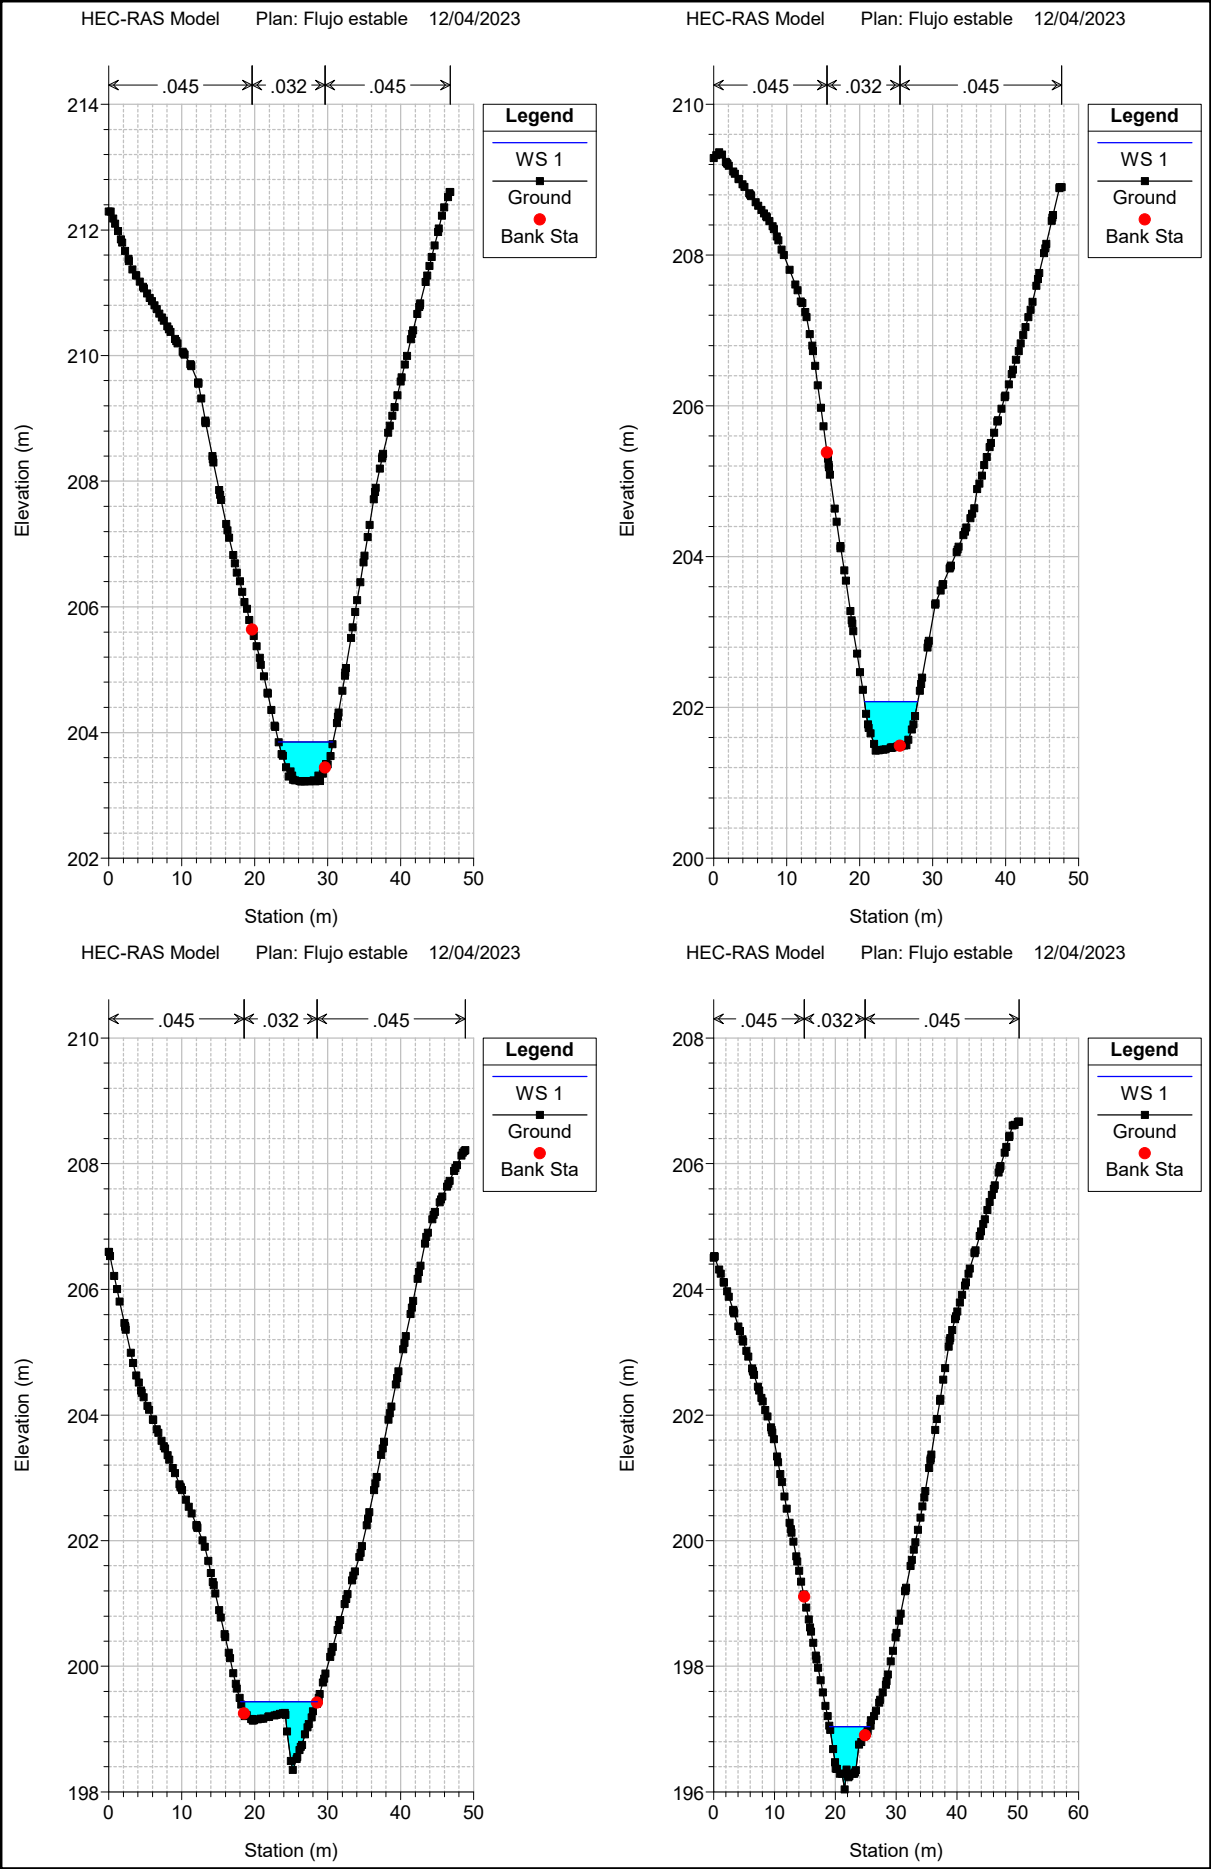 HEC-RAS Model Plan: Flujo estable 12/04/2023
.045 .032 .045
Legend
WS 1
Ground
Bank Sta
214
212
210
208
206
204
202
0 10 20 30 40 50
Elevation (m)
Station (m)
HEC-RAS Model Plan: Flujo estable 12/04/2023
.045 .032 .045
Legend
WS 1
Ground
Bank Sta
210
208
206
204
202
200
0 10 20 30 40 50
Elevation (m)
Station (m)
HEC-RAS Model Plan: Flujo estable 12/04/2023
.045 .032 .045
Legend
WS 1
Ground
Bank Sta
210
208
206
204
202
200
198
0 10 20 30 40 50
Elevation (m)
Station (m)
HEC-RAS Model Plan: Flujo estable 12/04/2023
.045 .032 .045
Legend
WS 1
Ground
Bank Sta
208
206
204
202
200
198
196
0 10 20 30 40 50 60
Elevation (m)
Station (m)